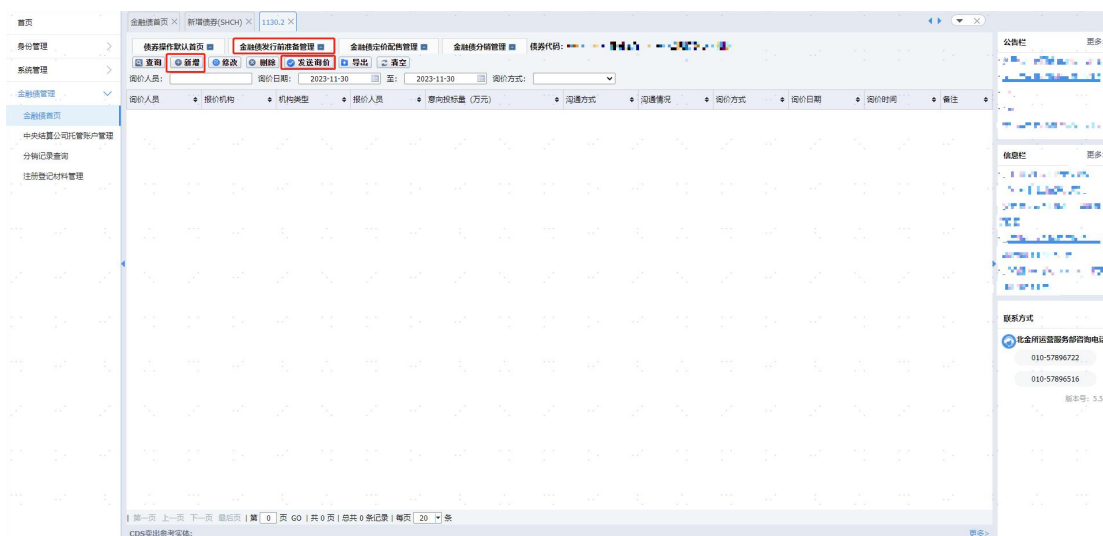 首页
金融债首页 × 新增债券(SHCH) × 1130.2 ×
身份管理
系统管理
金融债管理
金融债首页
中央结算公司托管账户管理
分销记录查询
注册登记材料管理
债券操作默认首页 金融债发行前准备管理 金融债定价配售管理 金融债分销管理 债券代码:
查询 新增 修改 删除 发送询价 导出 清空
询价人员: 询价日期: 2023-11-30 至: 2023-11-30 询价方式:
询价人员 报价机构 机构类型 报价人员 意向投标量(万元) 沟通方式 沟通情况 询价方式 询价日期 询价时间 备注
| 第一页 上一页 下一页 最后页 | 第 0 页 GO | 共 0 页 | 总共 0 条记录 | 每页 20 条
CDS卖出参考实体: 更多>
公告栏 更多
信息栏 更多
联系方式
北金所运营服务部咨询电话
010-57896722
010-57896516
版本号: 5.5